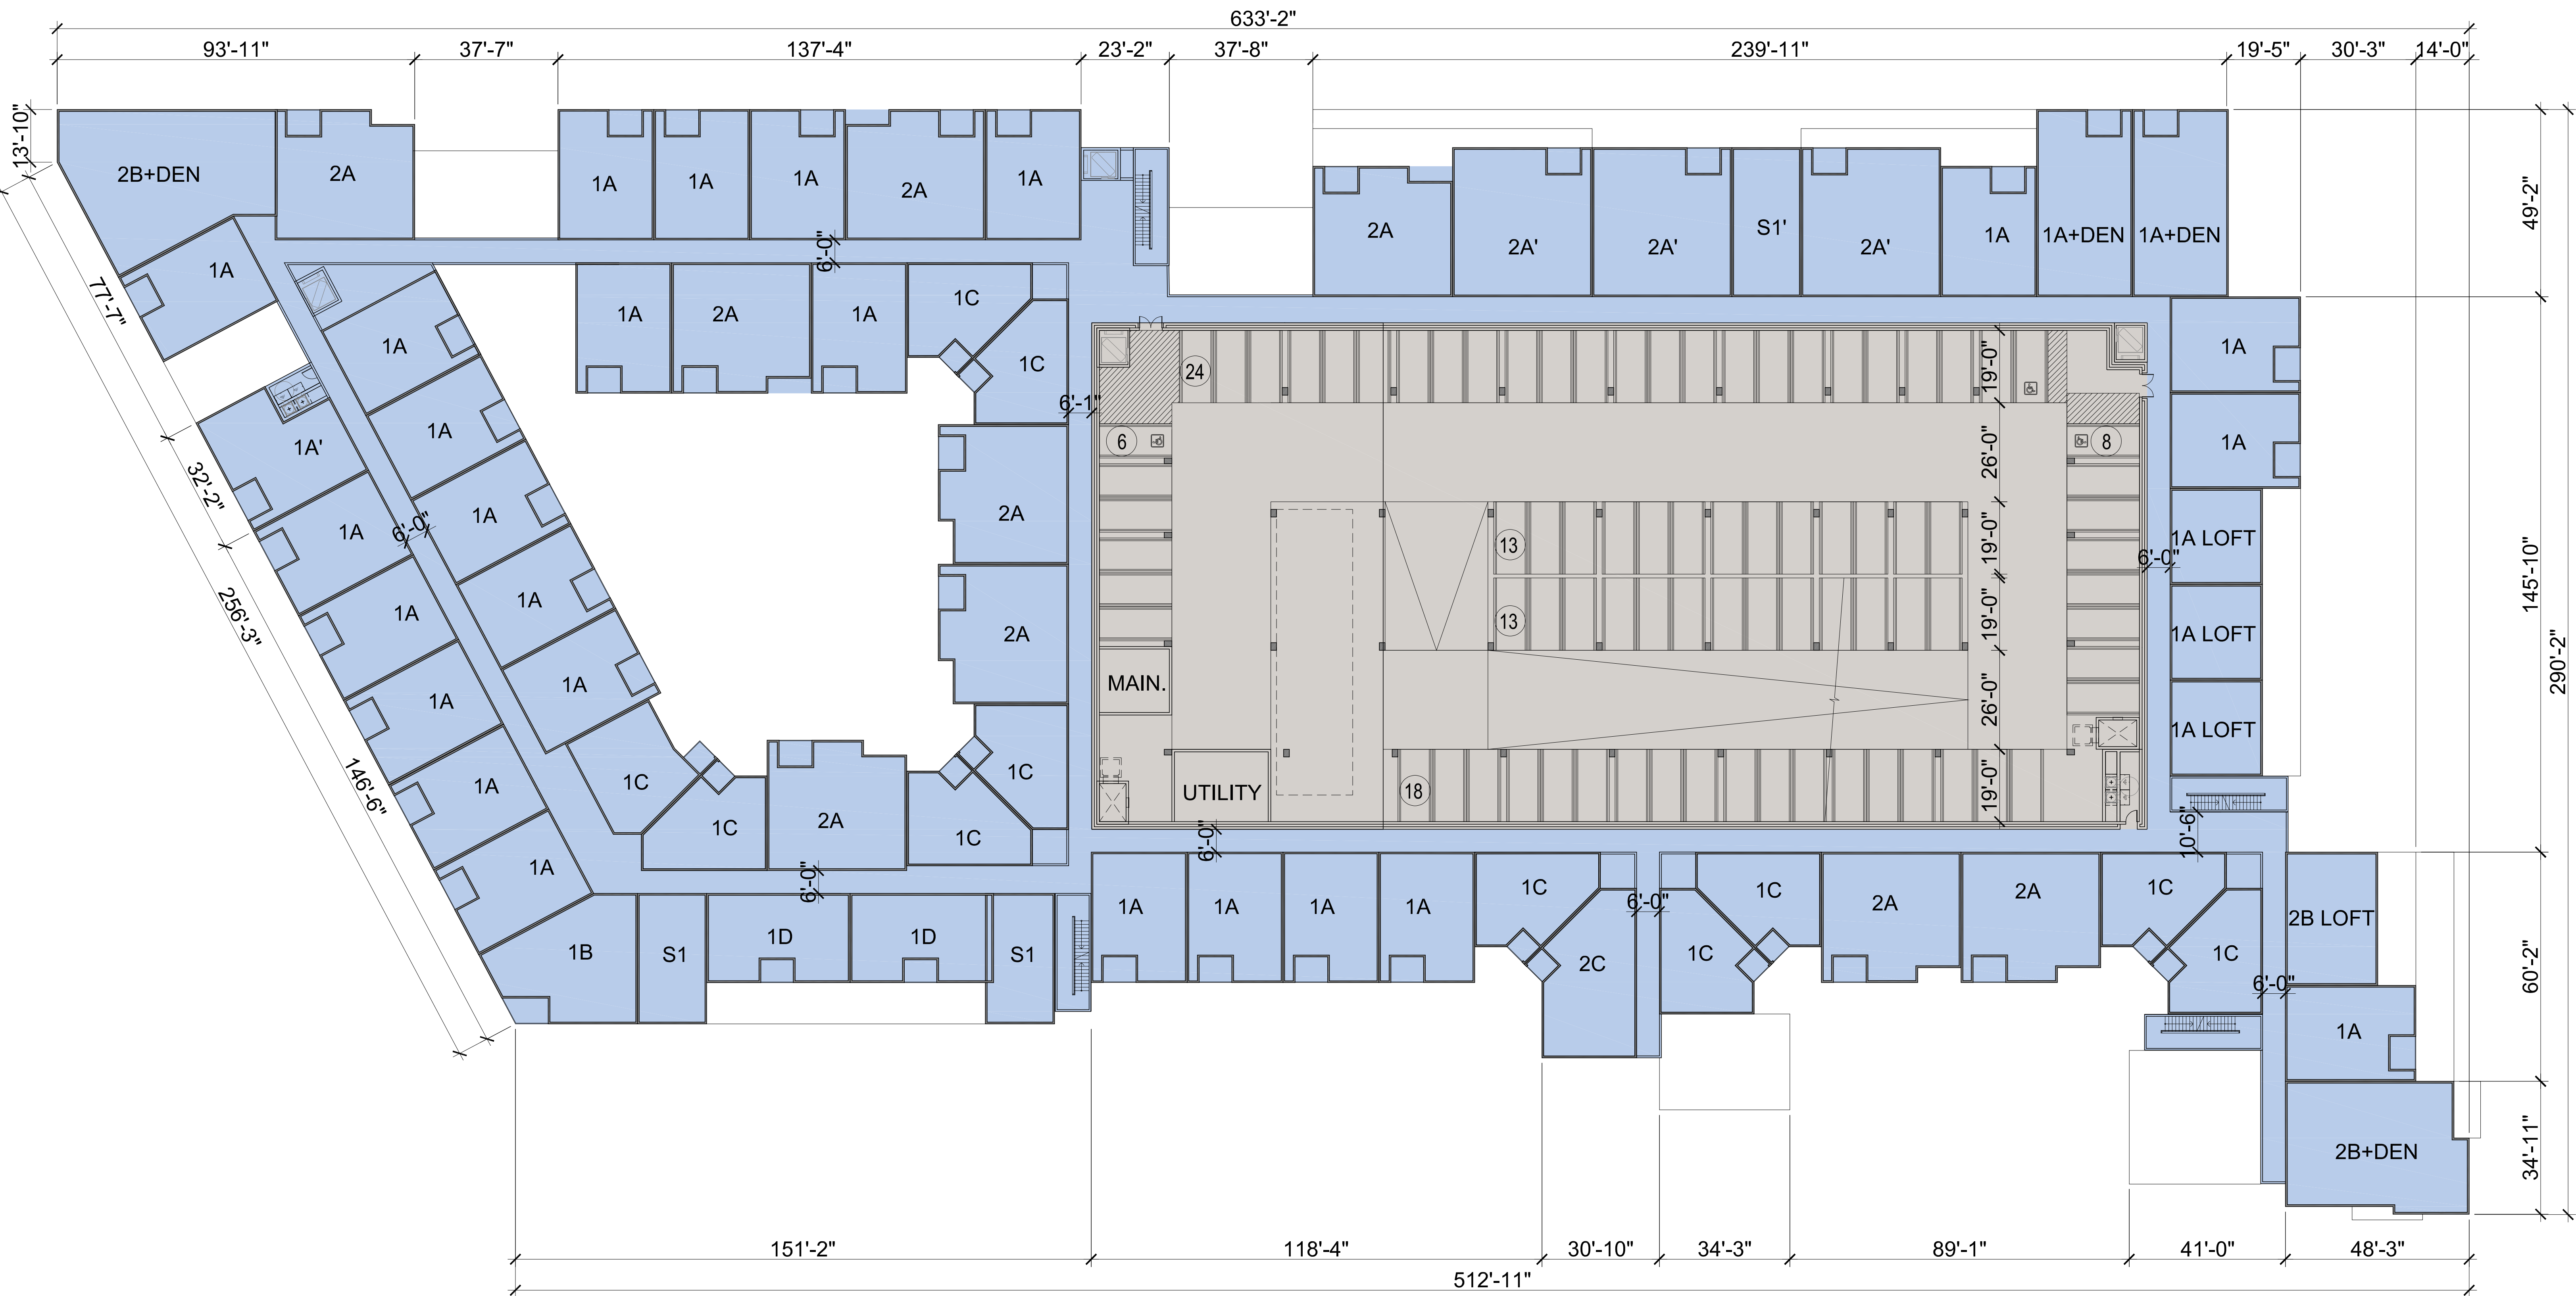 633'-2"
93'-11" 37'-7" 137'-4" 23'-2" 37'-8" 239'-11" 19'-5" 30'-3" 14'-0"
13'-10"
2B+DEN 2A 1A 1A 1A 2A 1A
2A 2A' 2A' S1' 2A' 1A 1A+DEN 1A+DEN
49'-2"
6'-0"
1A
77'-7"
1A 2A 1A 1C
1C
1A
1A
1A
1A
1A
6'-1"
24
19'-0"
1A
6
8
1A
26'-0"
1A'
32'-2"
1A
6'-0"
2A
13
19'-0"
1A LOFT
6'-0"
145'-10"
290'-2"
256'-3"
1A
2A
13
19'-0"
1A LOFT
1A
MAIN.
26'-0"
1A LOFT
146'-6"
1A
1C
1C
2A
1C
1C
UTILITY
18
19'-0"
6'-0"
10'-6"
1A
6'-0"
1A 1A 1A 1A 1C
6'-0"
1C 2A 2A 1C
2B LOFT
1B S1 1D 1D S1
2C
1C
1C
6'-0"
60'-2"
1A
2B+DEN
34'-11"
151'-2" 118'-4" 30'-10" 34'-3" 89'-1" 41'-0" 48'-3"
512'-11"